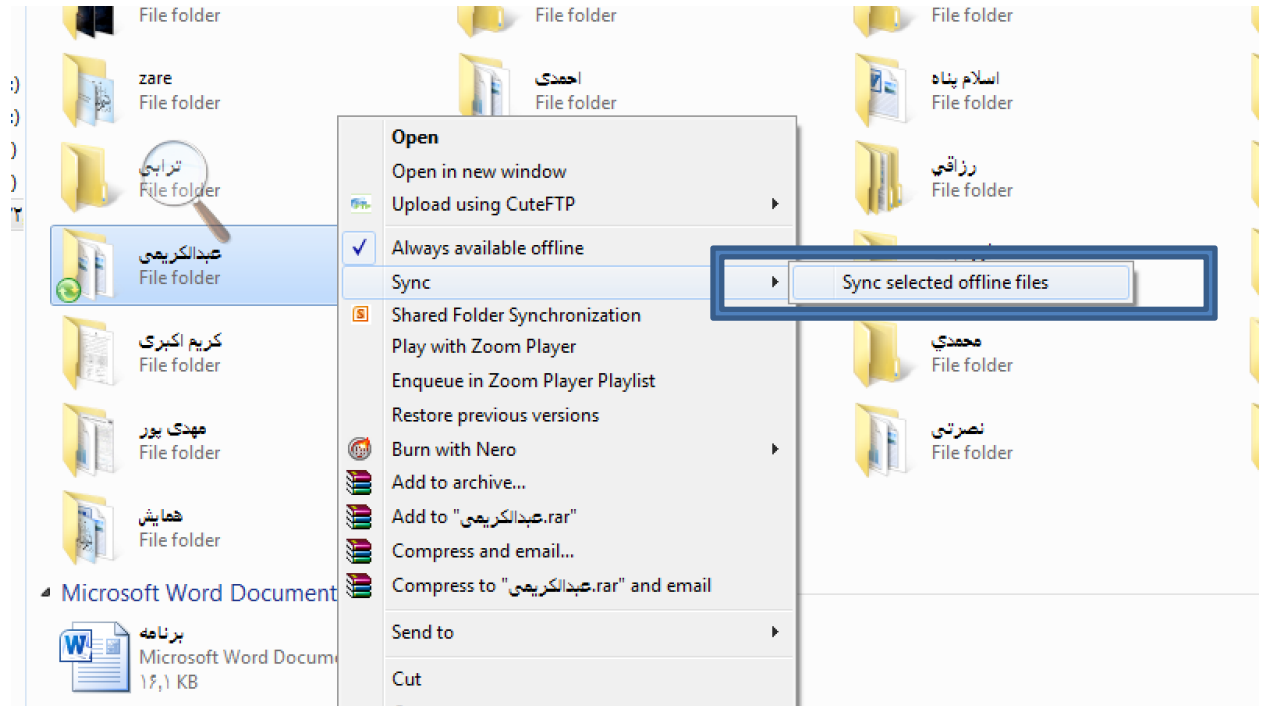 File folder
File folder
File folder
zare
File folder
احمدی
File folder
اسلام پناه
File folder
ترابی
File folder
رزاقي
File folder
عبدالکریمی
File folder
کریم اکبری
File folder
محمدي
File folder
مهدی پور
File folder
نصرتی
File folder
همایش
File folder
Microsoft Word Document
برنامه
Microsoft Word Docume
۱۶,۱ KB
Open
Open in new window
Upload using CuteFTP
Always available offline
Sync
Sync selected offline files
Shared Folder Synchronization
Play with Zoom Player
Enqueue in Zoom Player Playlist
Restore previous versions
Burn with Nero
Add to archive...
Add to "عبدالکریمی.rar"
Compress and email...
Compress to "عبدالکریمی.rar" and email
Send to
Cut